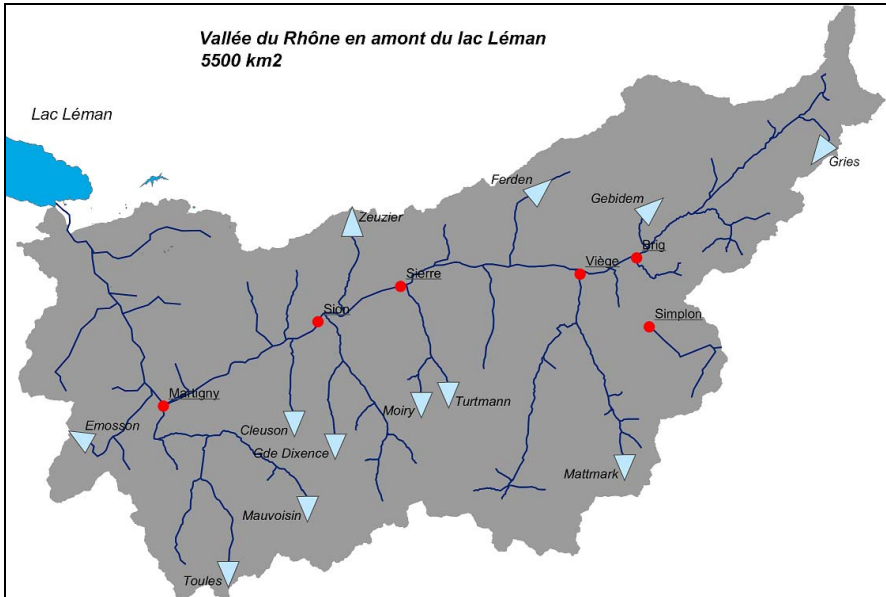 Vallée du Rhône en amont du lac Léman
5500 km2
Lac Léman
Gries
Ferden
Gebidem
Zeuzier
Brig
Viège
Sierre
Sion
Simplon
Martigny
Turtmann
Moiry
Emosson
Cleuson
Gde Dixence
Mattmark
Mauvoisin
Toules